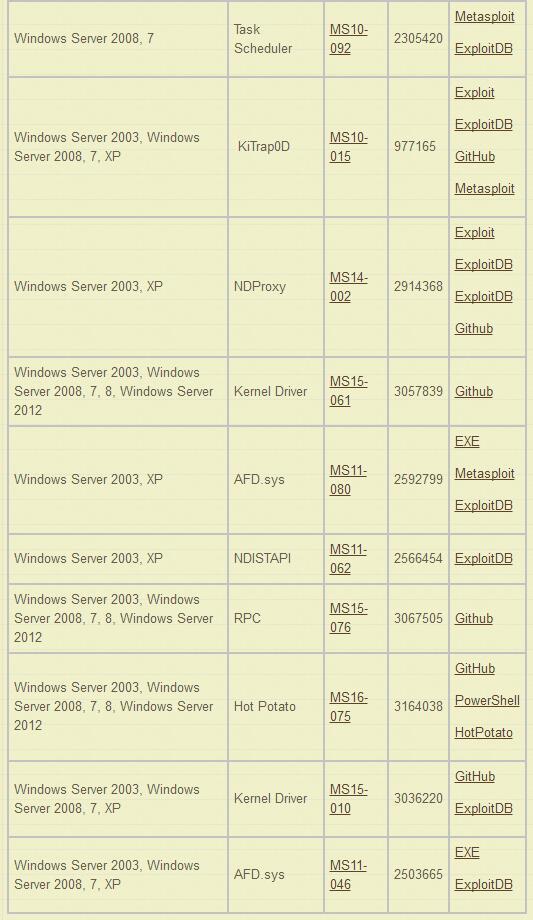 Windows Server 2008, 7
Task
Scheduler
MS10-
092
2305420
Metasploit
ExploitDB
Windows Server 2003, Windows
Server 2008, 7, XP
KiTrap0D
MS10-
015
977165
Exploit
ExploitDB
GitHub
Metasploit
Windows Server 2003, XP
NDProxy
MS14-
002
2914368
Exploit
ExploitDB
ExploitDB
Github
Windows Server 2003, Windows
Server 2008, 7, 8, Windows Server
2012
Kernel Driver
MS15-
061
3057839
Github
Windows Server 2003, XP
AFD.sys
MS11-
080
2592799
EXE
Metasploit
ExploitDB
Windows Server 2003, XP
NDISTAPI
MS11-
062
2566454
ExploitDB
Windows Server 2003, Windows
Server 2008, 7, 8, Windows Server
2012
RPC
MS15-
076
3067505
Github
Windows Server 2003, Windows
Server 2008, 7, 8, Windows Server
2012
Hot Potato
MS16-
075
3164038
GitHub
PowerShell
HotPotato
Windows Server 2003, Windows
Server 2008, 7, XP
Kernel Driver
MS15-
010
3036220
GitHub
ExploitDB
Windows Server 2003, Windows
Server 2008, 7, XP
AFD.sys
MS11-
046
2503665
EXE
ExploitDB